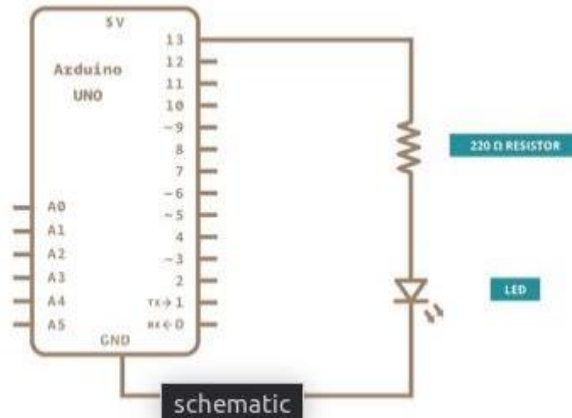 5V
Arduino
UNO
13
12
11
10
~9
8
7
~6
~5
4
~3
2
TX→1
RX←0
A0
A1
A2
A3
A4
A5
GND
220 Ω RESISTOR
LED
schematic